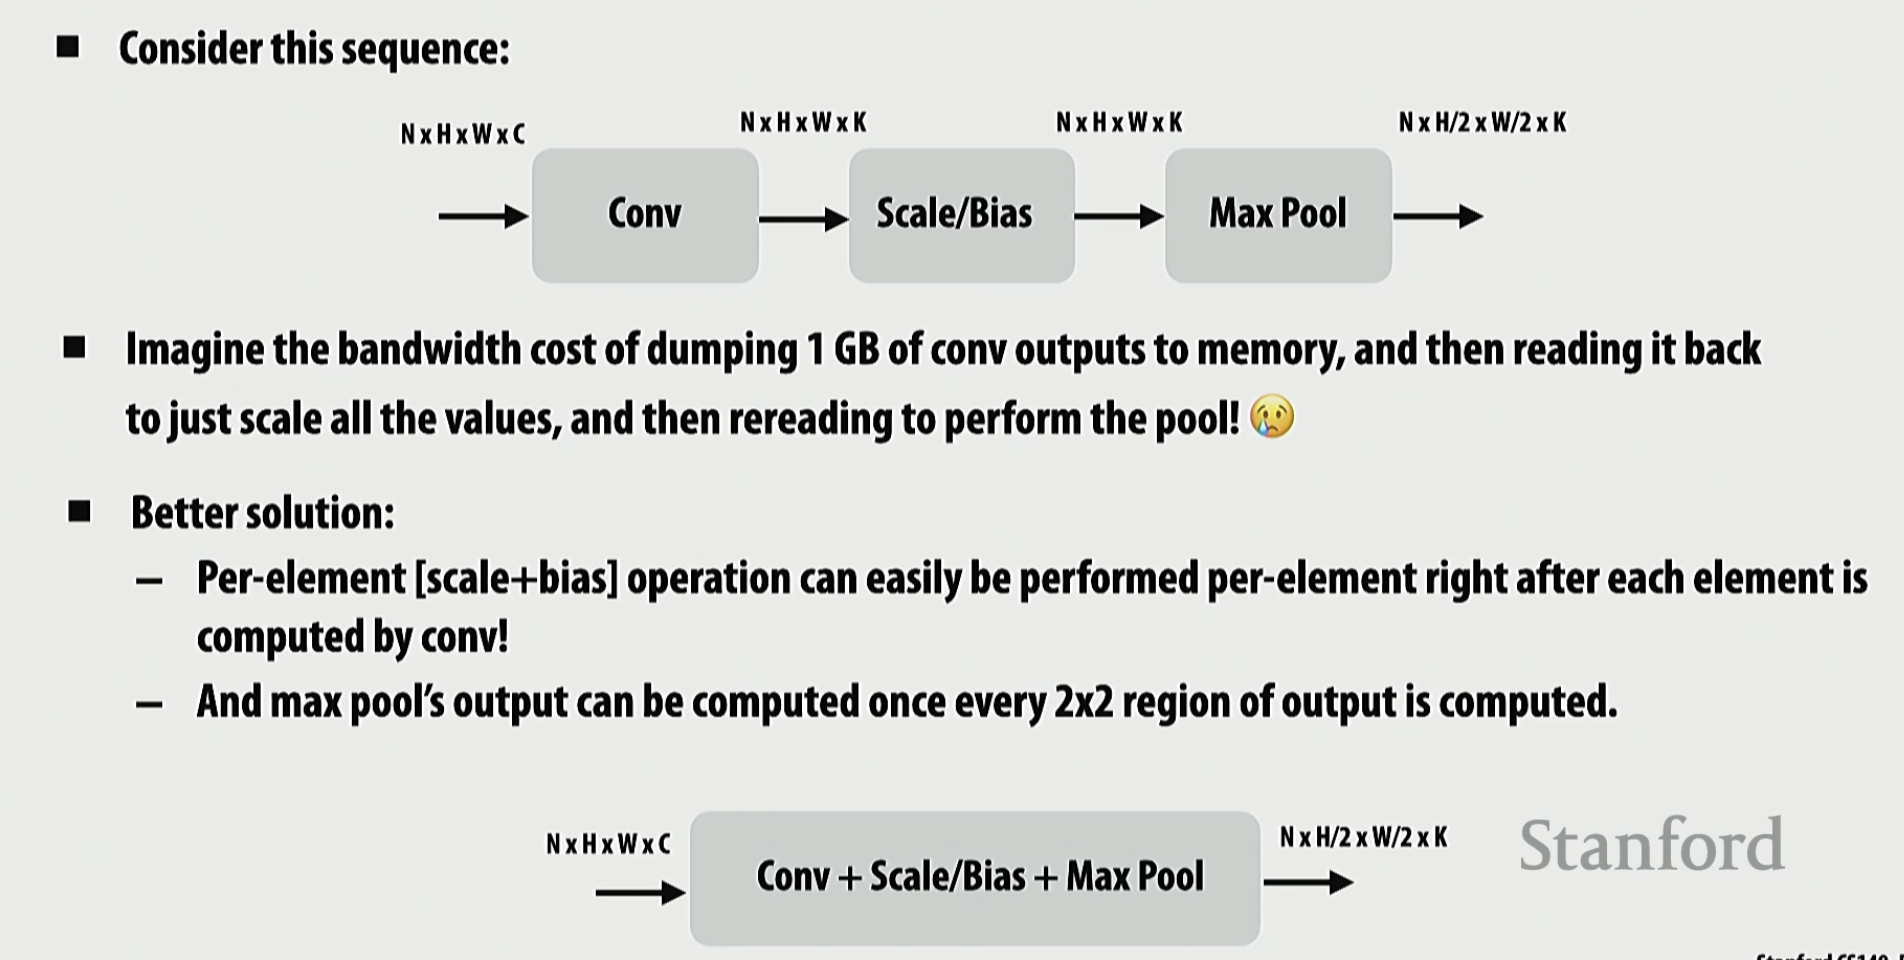 Consider this sequence:
N x H x W x C
N x H x W x K
N x H x W x K
N x H/2 x W/2 x K
Conv
Scale/Bias
Max Pool
Imagine the bandwidth cost of dumping 1 GB of conv outputs to memory, and then reading it back
to just scale all the values, and then rereading to perform the pool! 😢
Better solution:
– Per-element [scale+bias] operation can easily be performed per-element right after each element is
computed by conv!
– And max pool’s output can be computed once every 2x2 region of output is computed.
N x H x W x C
Conv + Scale/Bias + Max Pool
N x H/2 x W/2 x K
Stanford